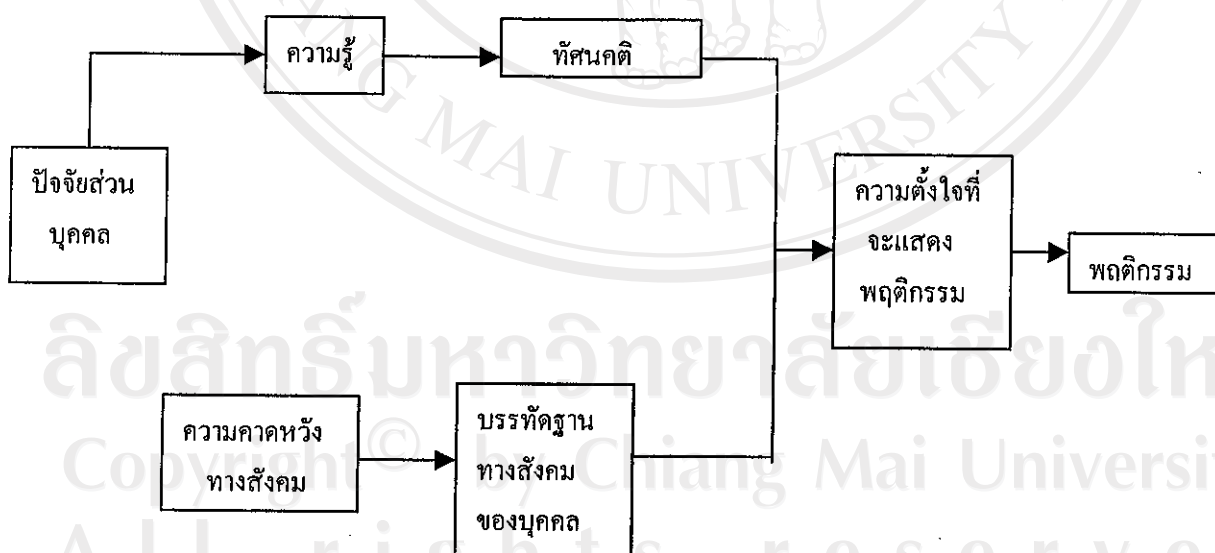 ความรู้
ทัศนคติ
ปัจจัยส่วน
บุคคล
ความตั้งใจที่
จะแสดง
พฤติกรรม
พฤติกรรม
ความคาดหวัง
ทางสังคม
บรรทัดฐาน
ทางสังคม
ของบุคคล
ANG MAI UNIVERSITY
ลิขสิทธิ์มหาวิทยาลัยเชียงให
Copyright © by Chiang Mai Universit
All rights reserve